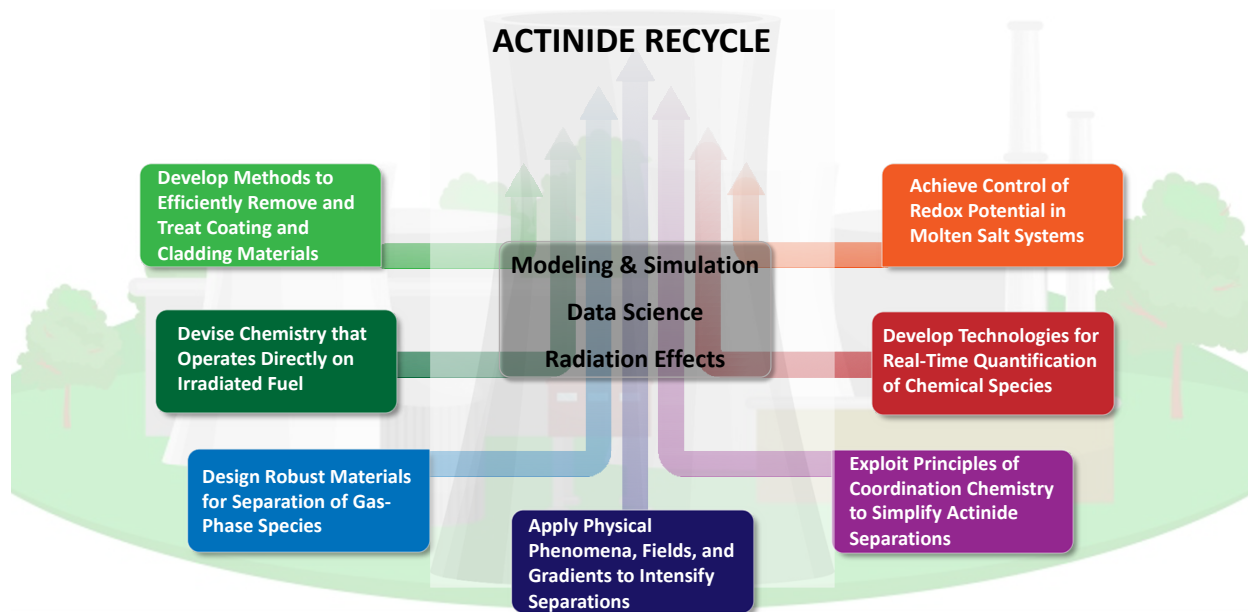 ACTINIDE RECYCLE
Develop Methods to
Efficiently Remove and
Treat Coating and
Cladding Materials
Achieve Control of
Redox Potential in
Molten Salt Systems
Modeling & Simulation
Data Science
Radiation Effects
Devise Chemistry that
Operates Directly on
Irradiated Fuel
Develop Technologies for
Real-Time Quantification
of Chemical Species
Design Robust Materials
for Separation of Gas-
Phase Species
Exploit Principles of
Coordination Chemistry
to Simplify Actinide
Separations
Apply Physical
Phenomena, Fields, and
Gradients to Intensify
Separations